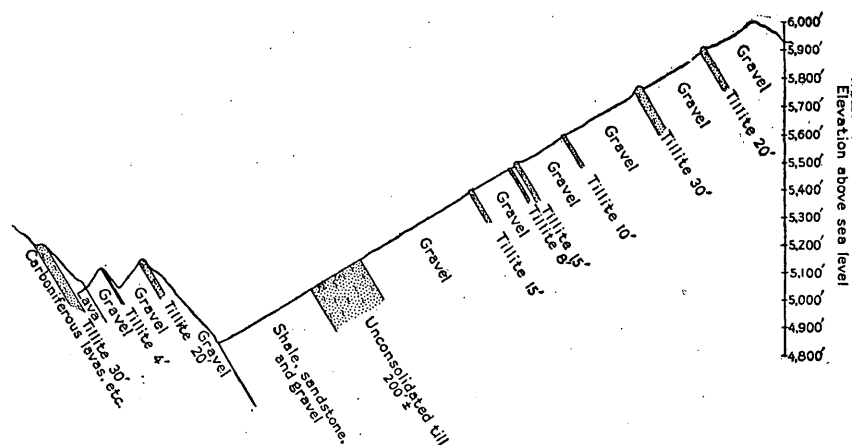 Carboniferous lavas, etc.
Tillite 30'
Lava
Gravel
Tillite 4'
Gravel
Tillite 20'
Gravel
Shale, sandstone,
and gravel
Unconsolidated till
200'±
Gravel
Tillite 15'
Gravel
Tillite 8'
Tillite 15'
Gravel
Tillite 10'
Gravel
Tillite 30'
Gravel
Tillite 20'
Gravel
6,000'
5,900'
5,800'
5,700'
5,600'
5,500'
5,400'
5,300'
5,200'
5,100'
5,000'
4,900'
4,800'
Elevation above sea level